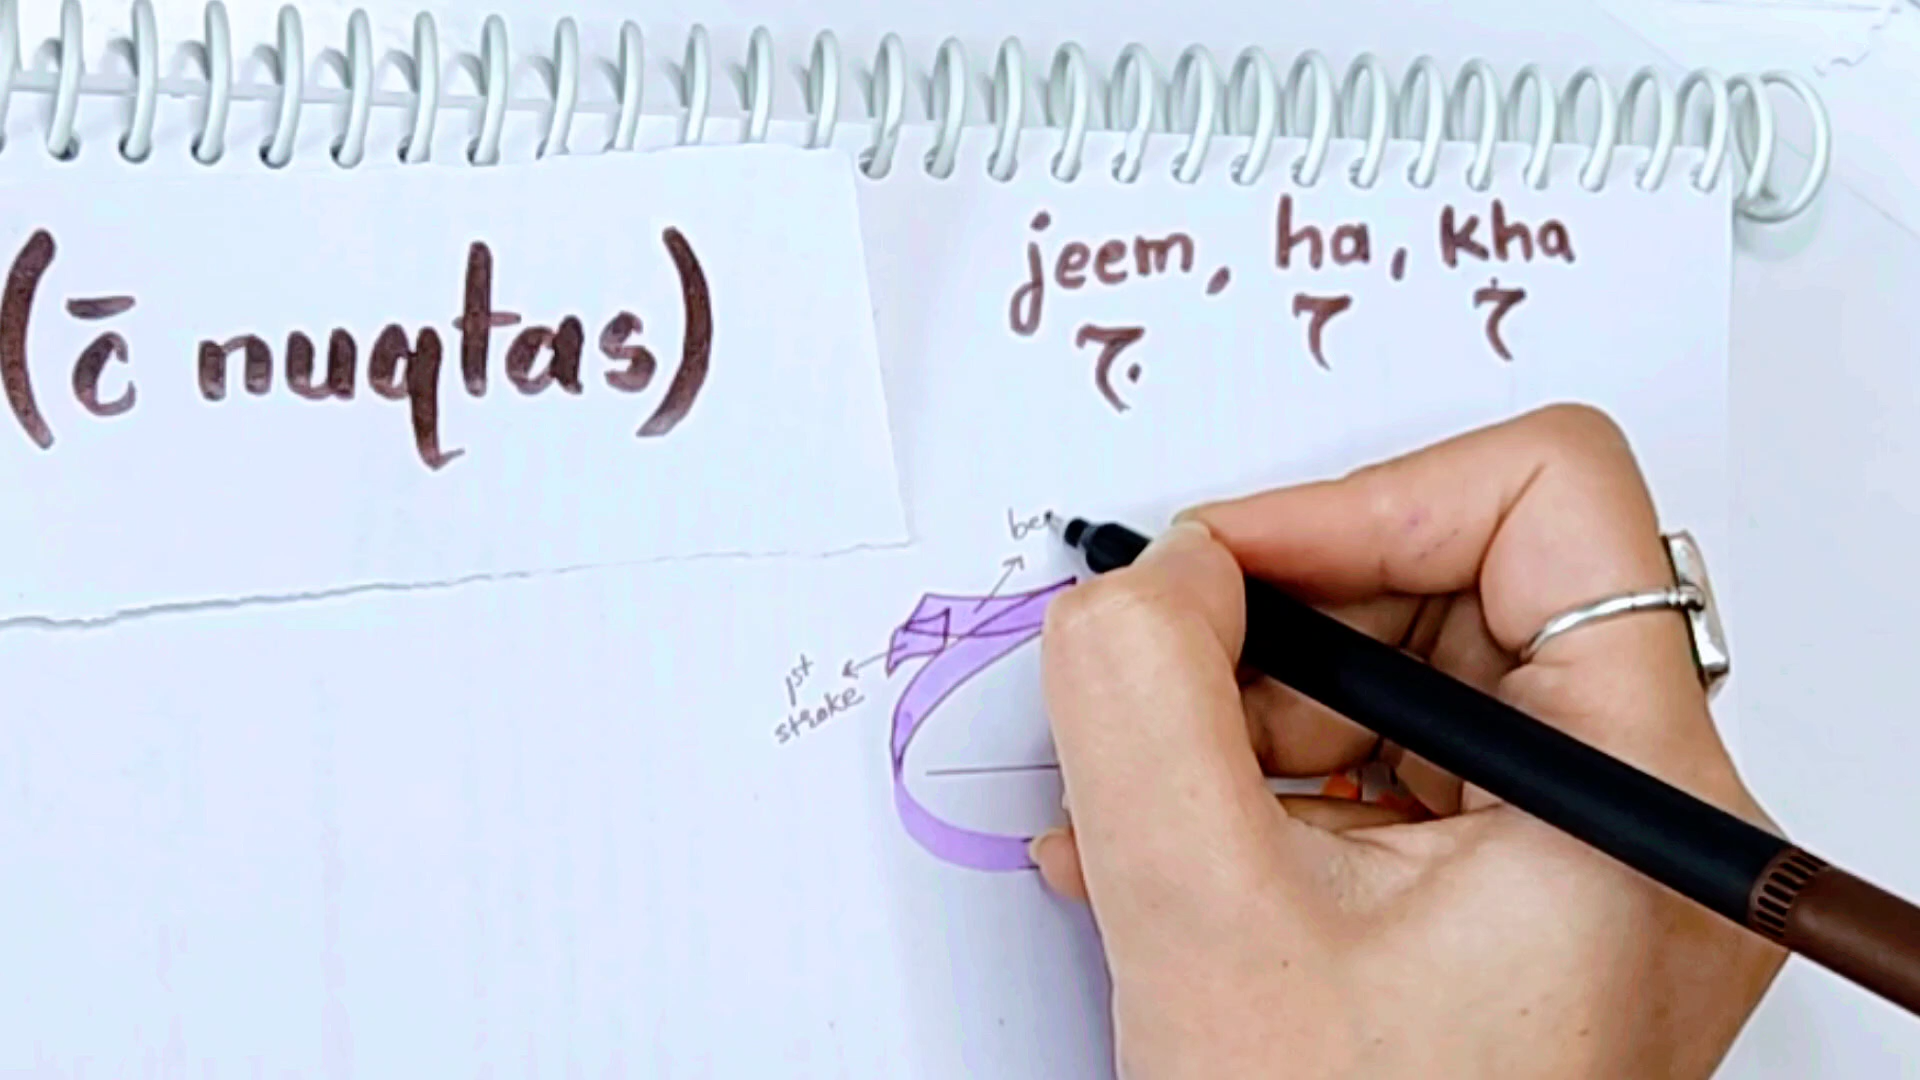 (c̄ nuqtas)
jeem, ha, kha
ج ح خ
be
1st
stroke